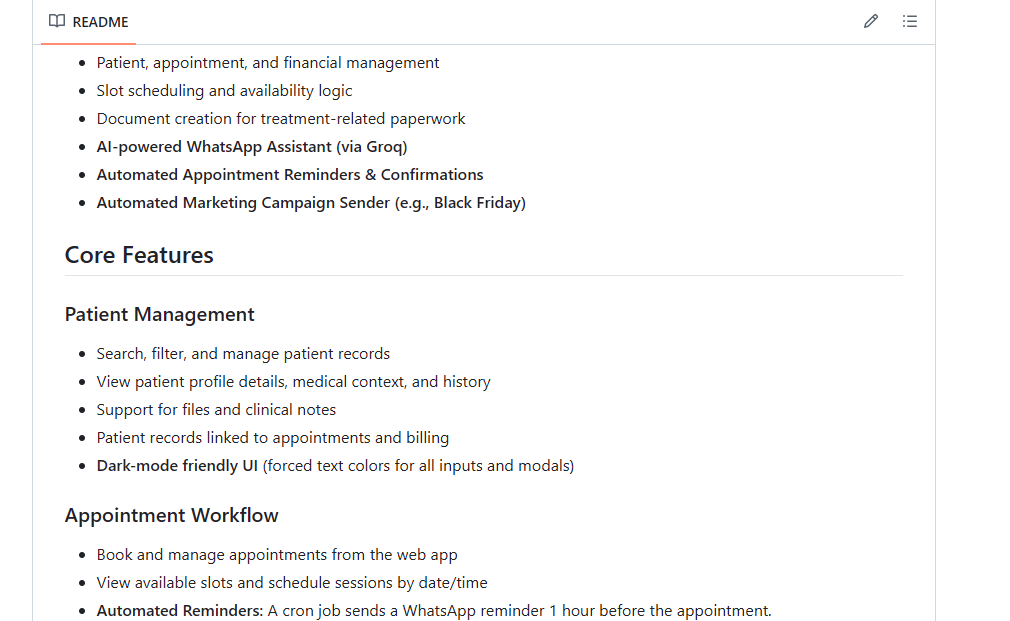 README
Patient, appointment, and financial management
Slot scheduling and availability logic
Document creation for treatment-related paperwork
AI-powered WhatsApp Assistant (via Groq)
Automated Appointment Reminders & Confirmations
Automated Marketing Campaign Sender (e.g., Black Friday)
Core Features
Patient Management
Search, filter, and manage patient records
View patient profile details, medical context, and history
Support for files and clinical notes
Patient records linked to appointments and billing
Dark-mode friendly UI (forced text colors for all inputs and modals)
Appointment Workflow
Book and manage appointments from the web app
View available slots and schedule sessions by date/time
Automated Reminders: A cron job sends a WhatsApp reminder 1 hour before the appointment.